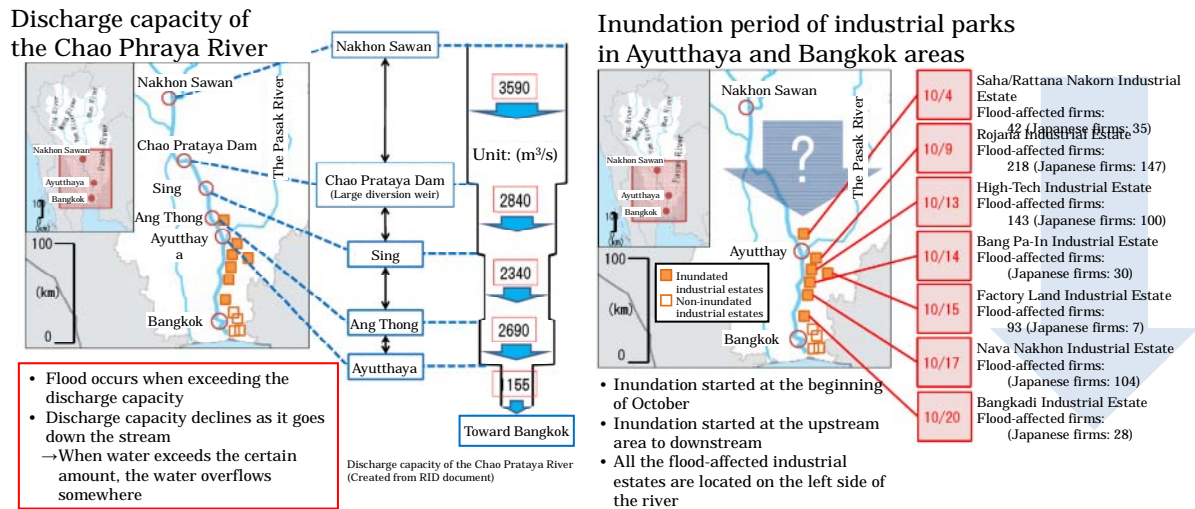 Discharge capacity of
the Chao Phraya River
Nakhon Sawan
Chao Prataya Dam
Sing
Ang Thong
Ayutthay
a
Bangkok
The Pasak River
Nakhon Sawan
Ayutthaya
Bangkok
100
(km)
0
Nakhon Sawan
Chao Prataya Dam
(Large diversion weir)
Sing
Ang Thong
Ayutthaya
3590
Unit: (m³/s)
2840
2340
2690
1155
Toward Bangkok
• Flood occurs when exceeding the
discharge capacity
• Discharge capacity declines as it goes
down the stream
→When water exceeds the certain
amount, the water overflows
somewhere
Discharge capacity of the Chao Prataya River
(Created from RID document)
Inundation period of industrial parks
in Ayutthaya and Bangkok areas
Nakhon Sawan
The Pasak River
?
Ayutthay
Bangkok
Nakhon Sawan
Ayutthaya
Bangkok
100
(km)
0
Inundated
industrial estates
Non-inundated
industrial estates
10/4
Saha/Rattana Nakorn Industrial
Estate
Flood-affected firms:
42 (Japanese firms: 35)
10/9
Rojana Industrial Estate
Flood-affected firms:
218 (Japanese firms: 147)
10/13
High-Tech Industrial Estate
Flood-affected firms:
143 (Japanese firms: 100)
10/14
Bang Pa-In Industrial Estate
Flood-affected firms:
(Japanese firms: 30)
10/15
Factory Land Industrial Estate
Flood-affected firms:
93 (Japanese firms: 7)
10/17
Nava Nakhon Industrial Estate
Flood-affected firms:
(Japanese firms: 104)
10/20
Bangkadi Industrial Estate
Flood-affected firms:
(Japanese firms: 28)
• Inundation started at the beginning
of October
• Inundation started at the upstream
area to downstream
• All the flood-affected industrial
estates are located on the left side of
the river